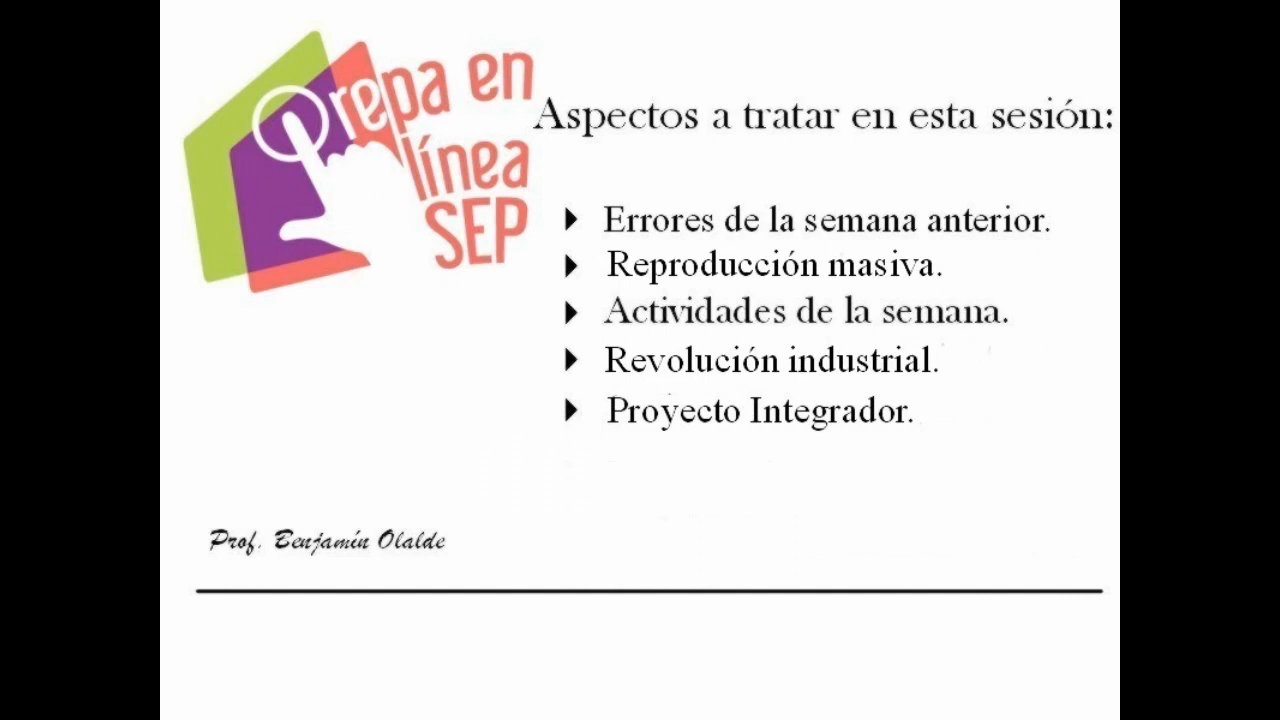 Prepa en
línea
SEP
Aspectos a tratar en esta sesión:
Errores de la semana anterior.
Reproducción masiva.
Actividades de la semana.
Revolución industrial.
Proyecto Integrador.
Prof. Benjamín Olalde